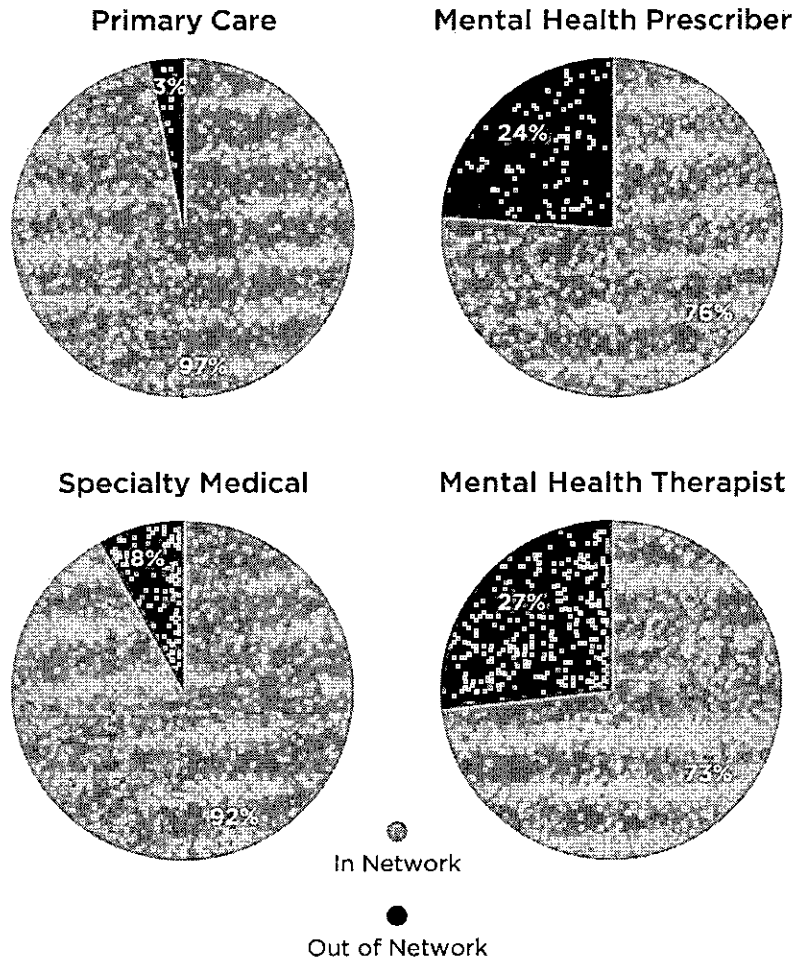 Primary Care
3%
97%
Mental Health Prescriber
24%
76%
Specialty Medical
8%
92%
Mental Health Therapist
27%
73%
In Network
Out of Network